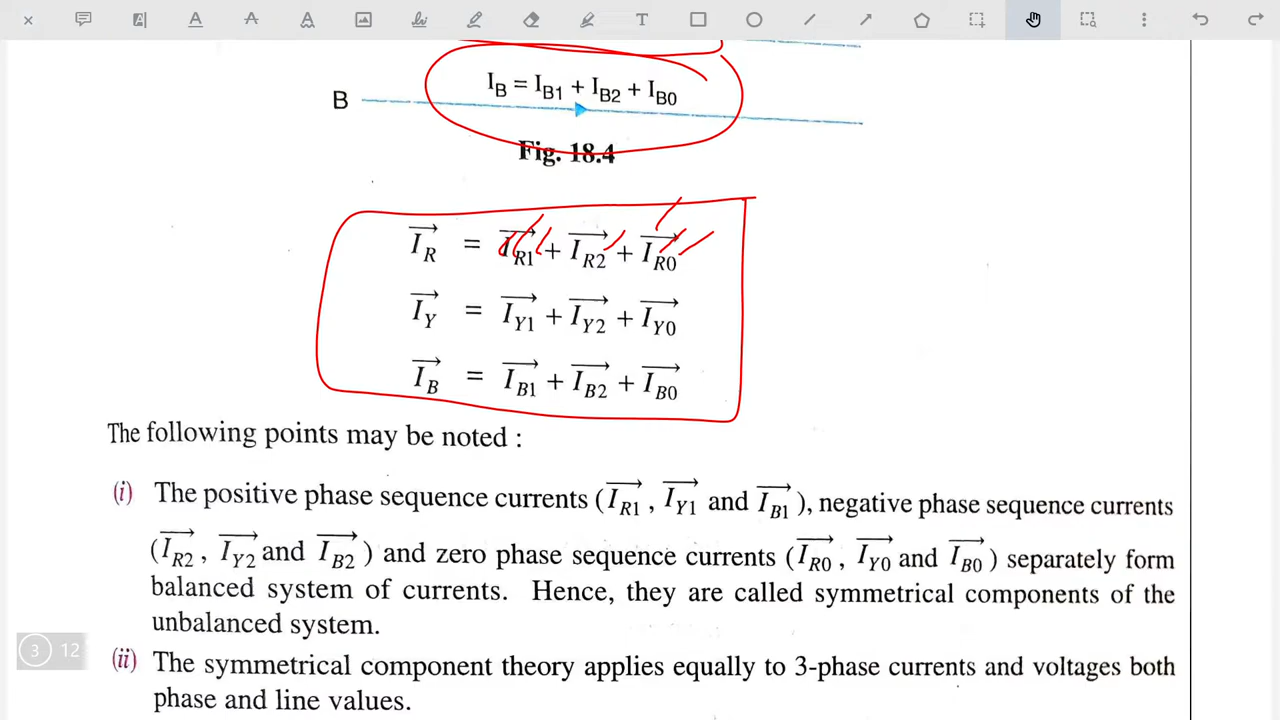 I_B = I_B1 + I_B2 + I_B0
B
Fig. 18.4
I_R = I_R1 + I_R2 + I_R0
I_Y = I_Y1 + I_Y2 + I_Y0
I_B = I_B1 + I_B2 + I_B0
The following points may be noted :
(i) The positive phase sequence currents (I_R1 , I_Y1 and I_B1 ), negative phase sequence currents
(I_R2 , I_Y2 and I_B2 ) and zero phase sequence currents (I_R0 , I_Y0 and I_B0 ) separately form
balanced system of currents. Hence, they are called symmetrical components of the
unbalanced system.
3 12
(ii) The symmetrical component theory applies equally to 3-phase currents and voltages both
phase and line values.